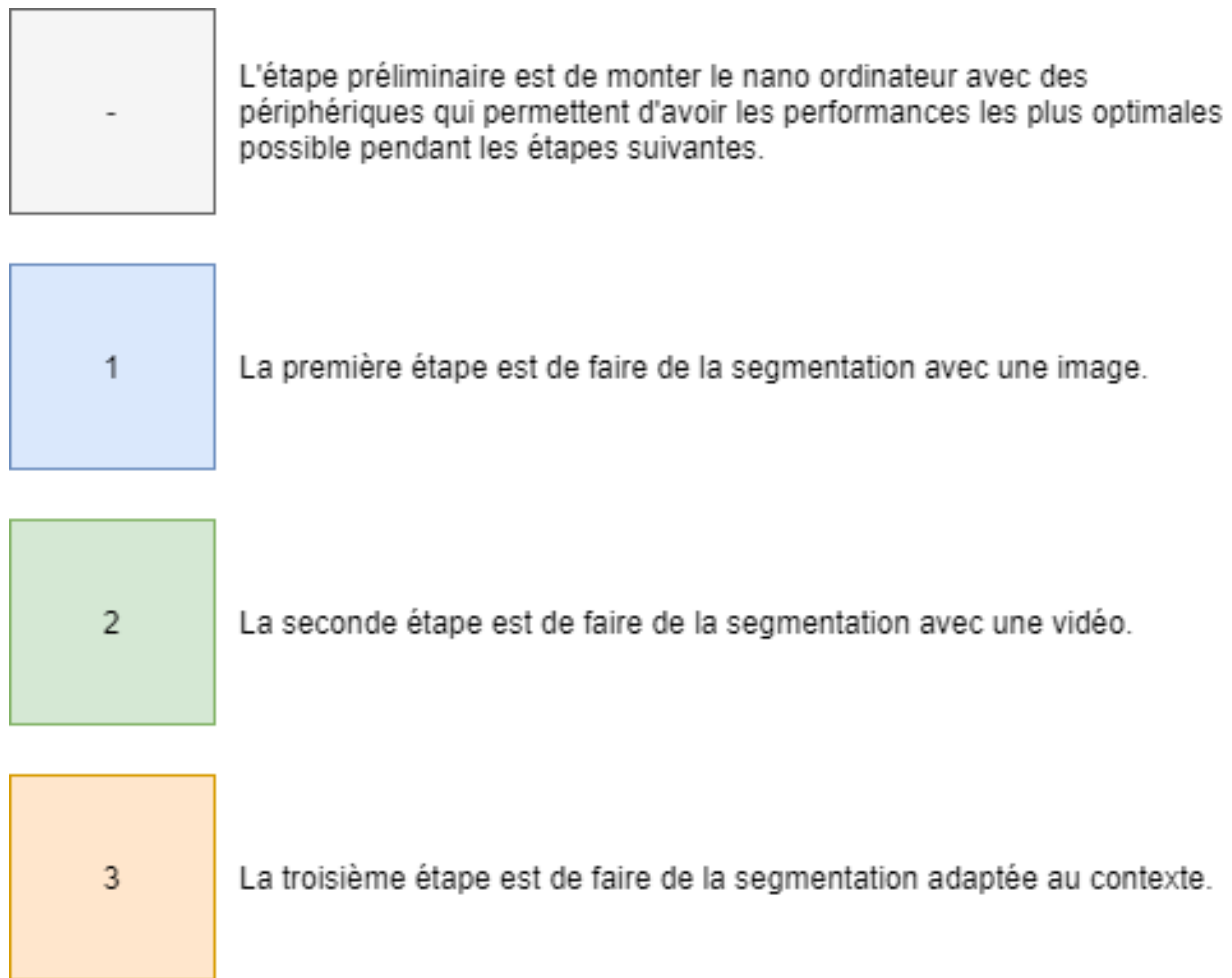 -
L'étape préliminaire est de monter le nano ordinateur avec des
périphériques qui permettent d'avoir les performances les plus optimales
possible pendant les étapes suivantes.
1
La première étape est de faire de la segmentation avec une image.
2
La seconde étape est de faire de la segmentation avec une vidéo.
3
La troisième étape est de faire de la segmentation adaptée au contexte.